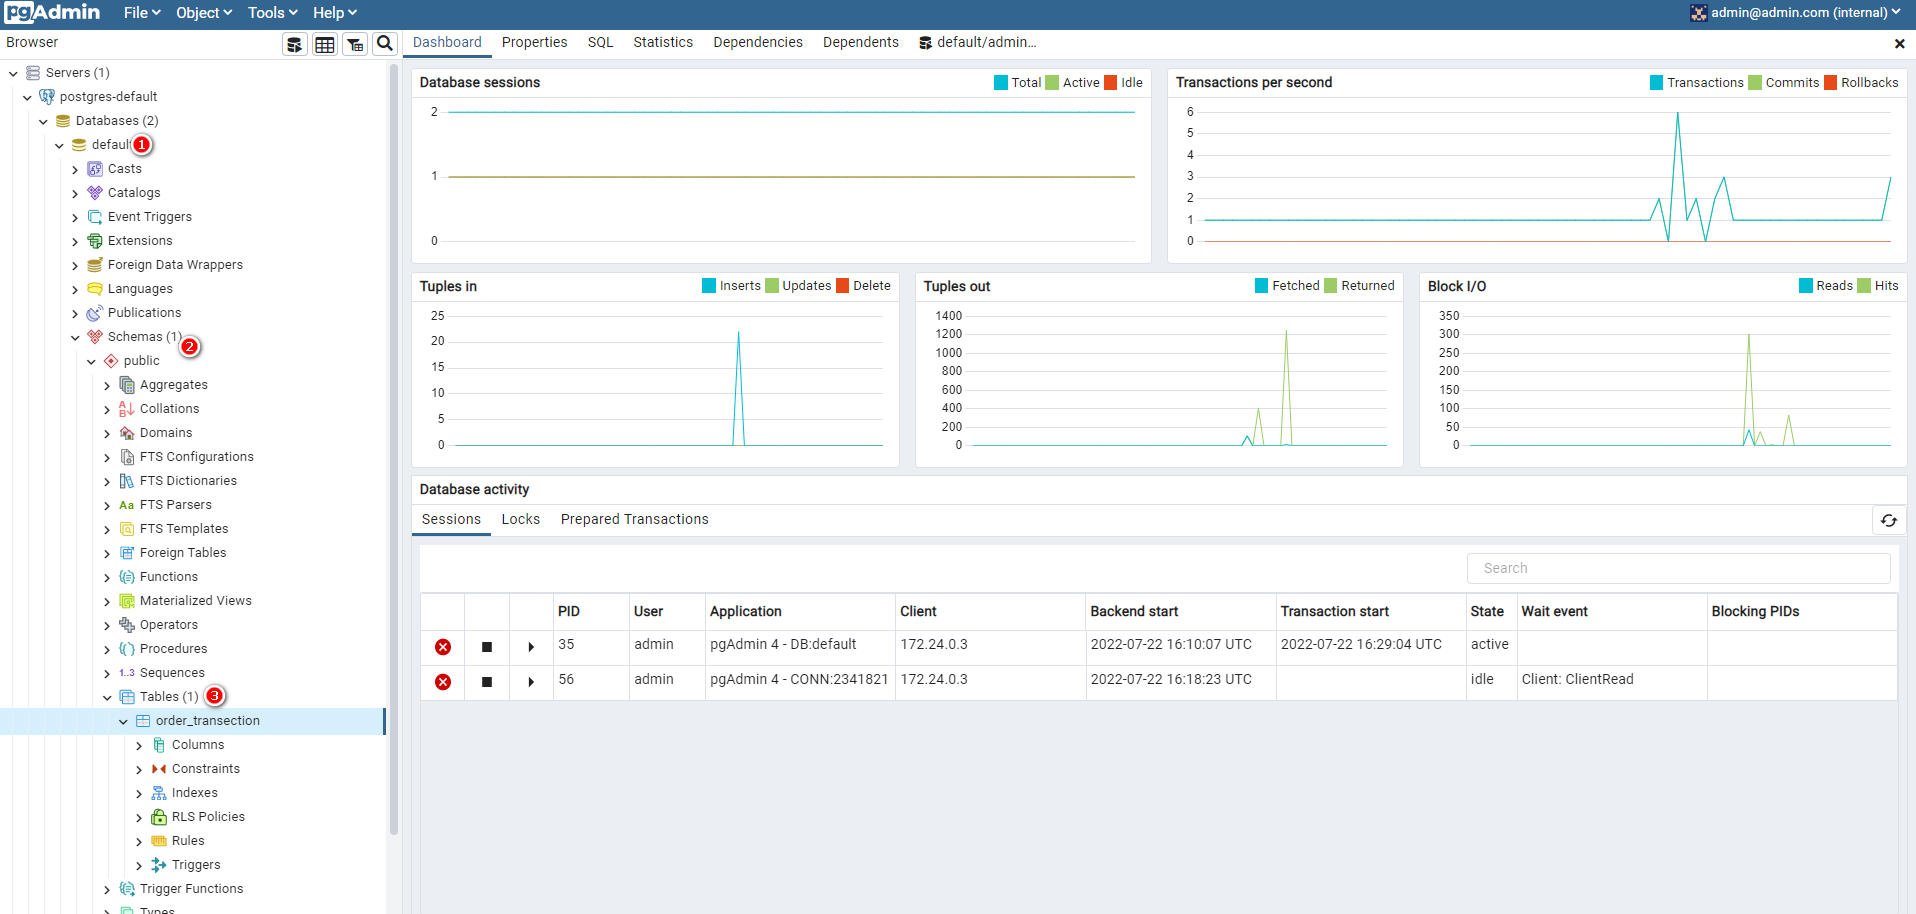 pgAdmin File Object Tools Help admin@admin.com (internal)
Browser
Dashboard Properties SQL Statistics Dependencies Dependents default/admin...
Servers (1)
postgres-default
Databases (2)
default 1
Casts
Catalogs
Event Triggers
Extensions
Foreign Data Wrappers
Languages
Publications
Schemas (1) 2
public
Aggregates
Collations
Domains
FTS Configurations
FTS Dictionaries
Aa FTS Parsers
FTS Templates
Foreign Tables
Functions
Materialized Views
Operators
Procedures
1..3 Sequences
Tables (1) 3
order_transection
Columns
Constraints
Indexes
RLS Policies
Rules
Triggers
Trigger Functions
Types
Database sessions Total Active Idle
2
1
0
Transactions per second Transactions Commits Rollbacks
6
5
4
3
2
1
0
Tuples in Inserts Updates Delete
25
20
15
10
5
0
Tuples out Fetched Returned
1400
1200
1000
800
600
400
200
0
Block I/O Reads Hits
350
300
250
200
150
100
50
0
Database activity
Sessions Locks Prepared Transactions
Search
PID User Application Client Backend start Transaction start State Wait event Blocking PIDs
35 admin pgAdmin 4 - DB:default 172.24.0.3 2022-07-22 16:10:07 UTC 2022-07-22 16:29:04 UTC active
56 admin pgAdmin 4 - CONN:2341821 172.24.0.3 2022-07-22 16:18:23 UTC idle Client: ClientRead